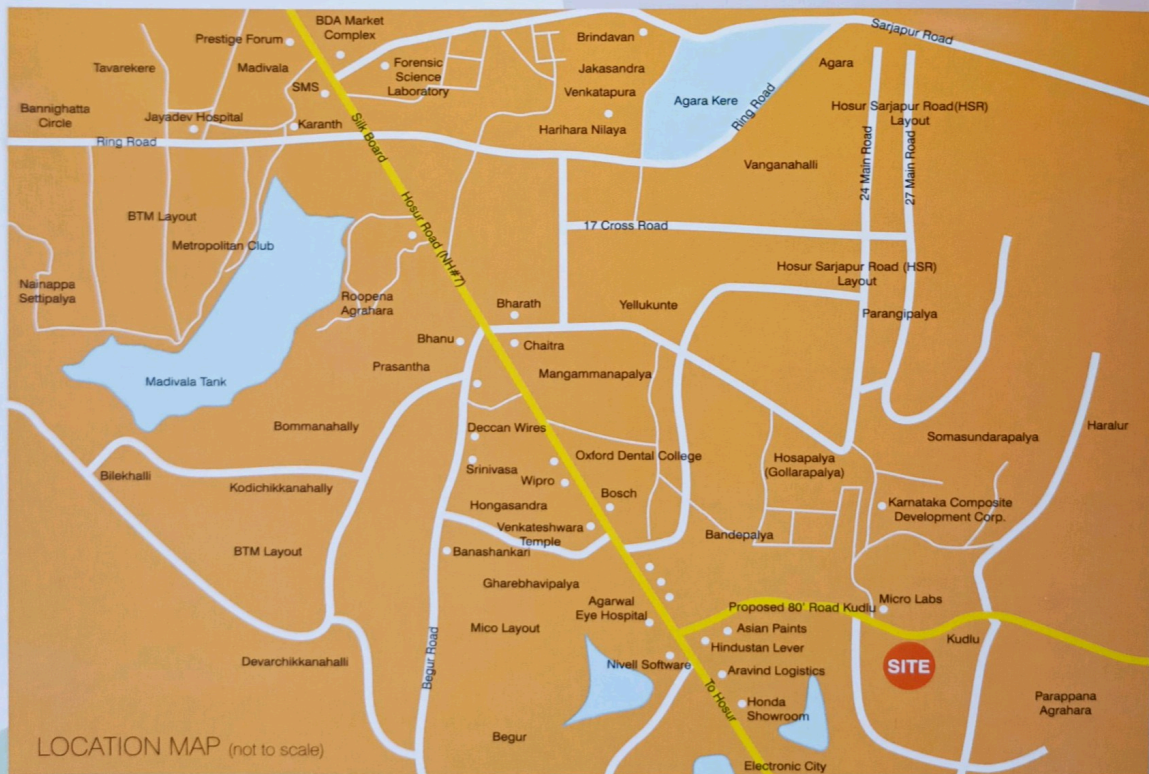 BDA Market
Complex
Prestige Forum
Brindavan
Sarjapur Road
Tavarekere
Madivala
Forensic
Science
Laboratory
Jakasandra
Agara
SMS
Venkatapura
Agara Kere
Ring Road
Bannighatta
Circle
Jayadev Hospital
Karanth
Silk Board
Harihara Nilaya
Hosur Sarjapur Road(HSR)
Layout
Ring Road
24 Main Road
27 Main Road
Vanganahalli
BTM Layout
Metropolitan Club
Hosur Road (NH#7)
17 Cross Road
Nainappa
Settipalya
Roopena
Agrahara
Hosur Sarjapur Road (HSR)
Layout
Bharath
Yellukunte
Parangipalya
Bhanu
Chaitra
Prasantha
Mangammanapalya
Madivala Tank
Bommanahally
Deccan Wires
Somasundarapalya
Haralur
Bilekhalli
Kodichikkanahally
Srinivasa
Wipro
Oxford Dental College
Hosapalya
(Gollarapalya)
Hongasandra
Bosch
Karnataka Composite
Development Corp.
Venkateshwara
Temple
Bandepalya
BTM Layout
Banashankari
Gharebhavipalya
Agarwal
Eye Hospital
Proposed 80' Road Kudlu
Micro Labs
Mico Layout
Asian Paints
Hindustan Lever
Kudlu
Devarchikkanahalli
Begur Road
Nivell Software
Aravind Logistics
SITE
To Hosur
Honda
Showroom
Parappana
Agrahara
Begur
LOCATION MAP (not to scale)
Electronic City